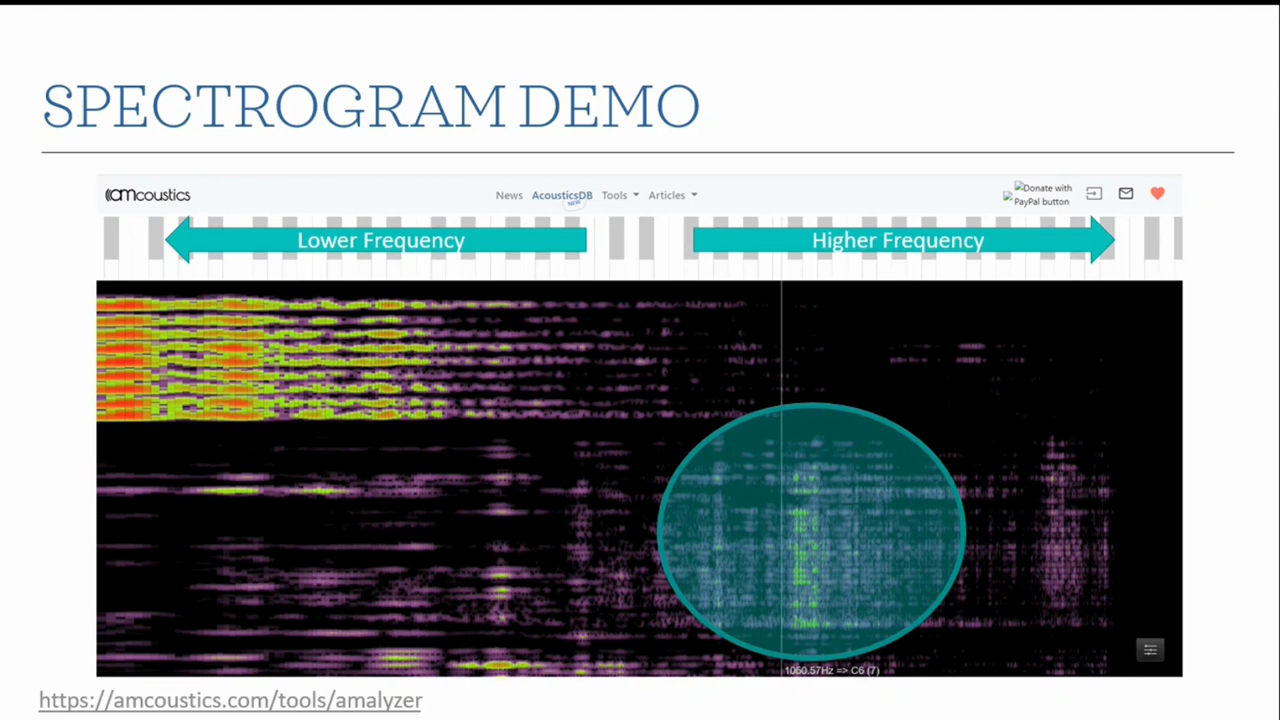 SPECTROGRAM DEMO
amcoustics News AcousticsDB Tools Articles Donate with PayPal button
NEW
Lower Frequency Higher Frequency
1060.57Hz => C6 (7)
https://amcoustics.com/tools/amalyzer